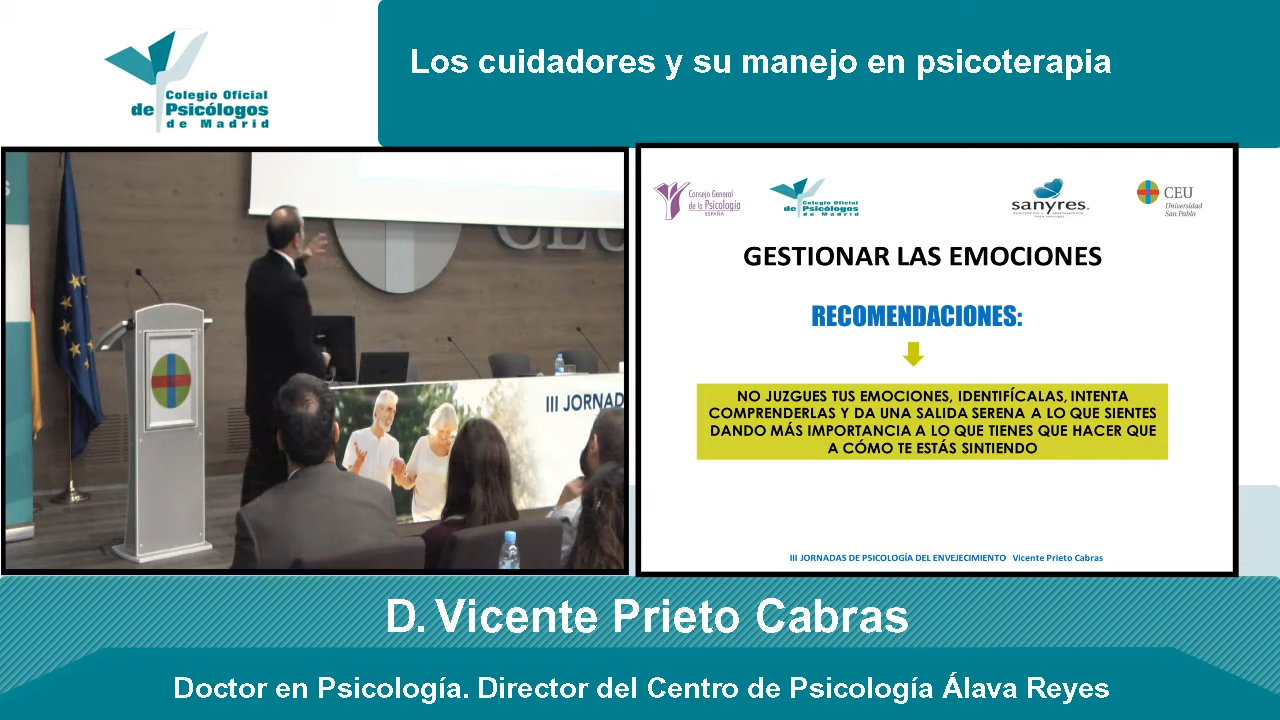 Colegio Oficial
de Psicólogos
de Madrid
Los cuidadores y su manejo en psicoterapia
CEU
III JORNADAS
Consejo General
de la Psicología
ESPAÑA
Colegio Oficial
de Psicólogos
de Madrid
sanyres
CEU
Universidad
San Pablo
GESTIONAR LAS EMOCIONES
RECOMENDACIONES:
NO JUZGUES TUS EMOCIONES, IDENTIFÍCALAS, INTENTA
COMPRENDERLAS Y DA UNA SALIDA SERENA A LO QUE SIENTES
DANDO MÁS IMPORTANCIA A LO QUE TIENES QUE HACER QUE
A CÓMO TE ESTÁS SINTIENDO
III JORNADAS DE PSICOLOGÍA DEL ENVEJECIMIENTO Vicente Prieto Cabras
D. Vicente Prieto Cabras
Doctor en Psicología. Director del Centro de Psicología Álava Reyes